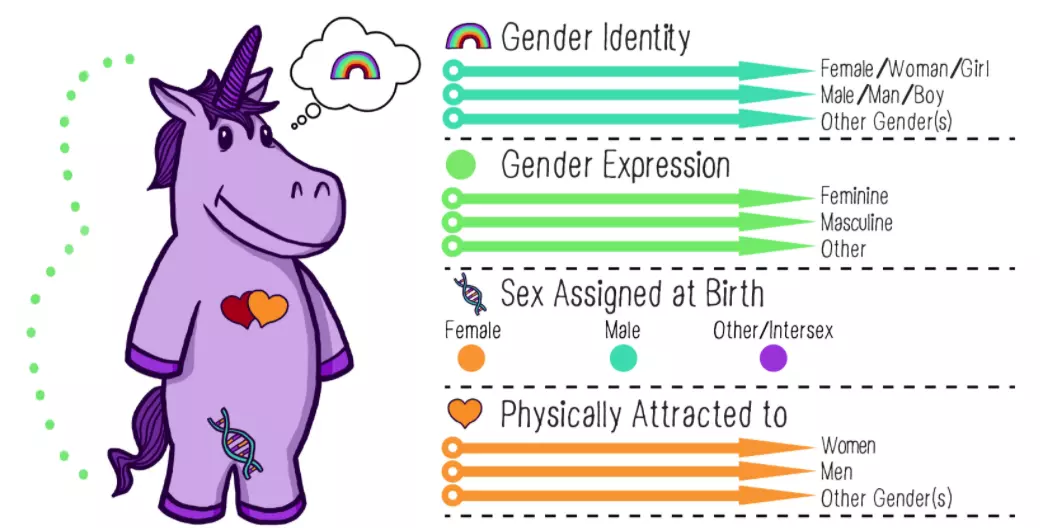 Gender Identity
Female/Woman/Girl
Male/Man/Boy
Other Gender(s)
Gender Expression
Feminine
Masculine
Other
Sex Assigned at Birth
Female Male Other/Intersex
Physically Attracted to
Women
Men
Other Gender(s)